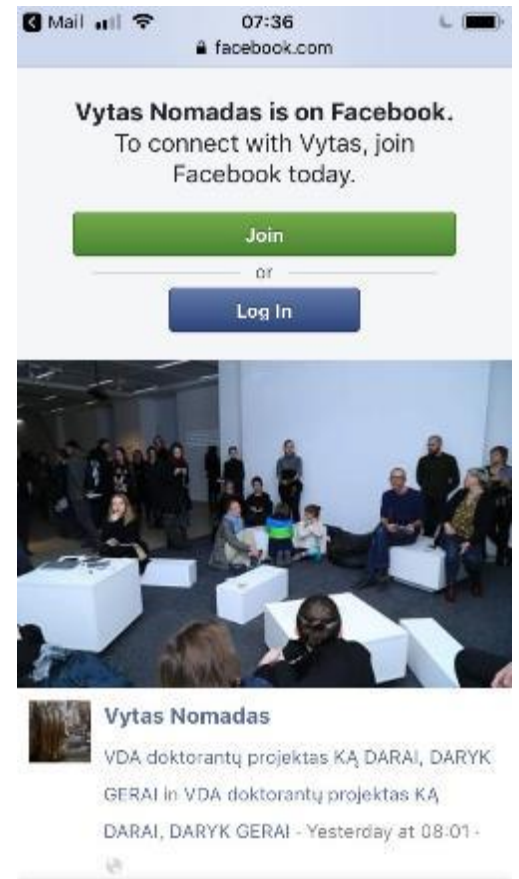 Mail 07:36
facebook.com
Vytas Nomadas is on Facebook.
To connect with Vytas, join
Facebook today.
Join
or
Log In
Vytas Nomadas
VDA doktorantų projektas KĄ DARAI, DARYK
GERAI in VDA doktorantų projektas KĄ
DARAI, DARYK GERAI - Yesterday at 08:01 -